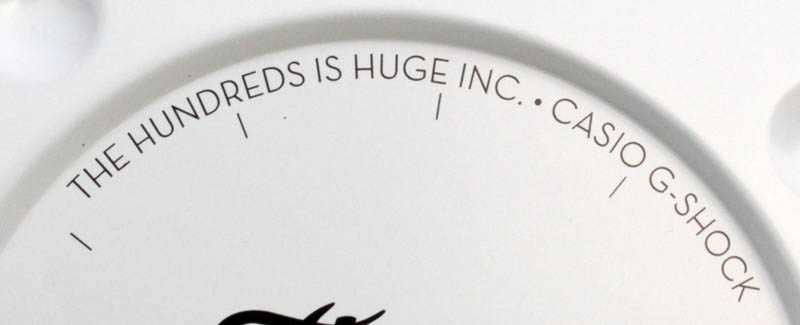 THE HUNDREDS IS HUGE INC. • CASIO G-SHOCK